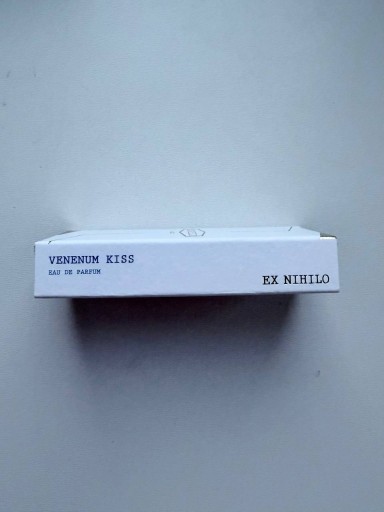 VENENUM KISS
EAU DE PARFUM
EX NIHILO